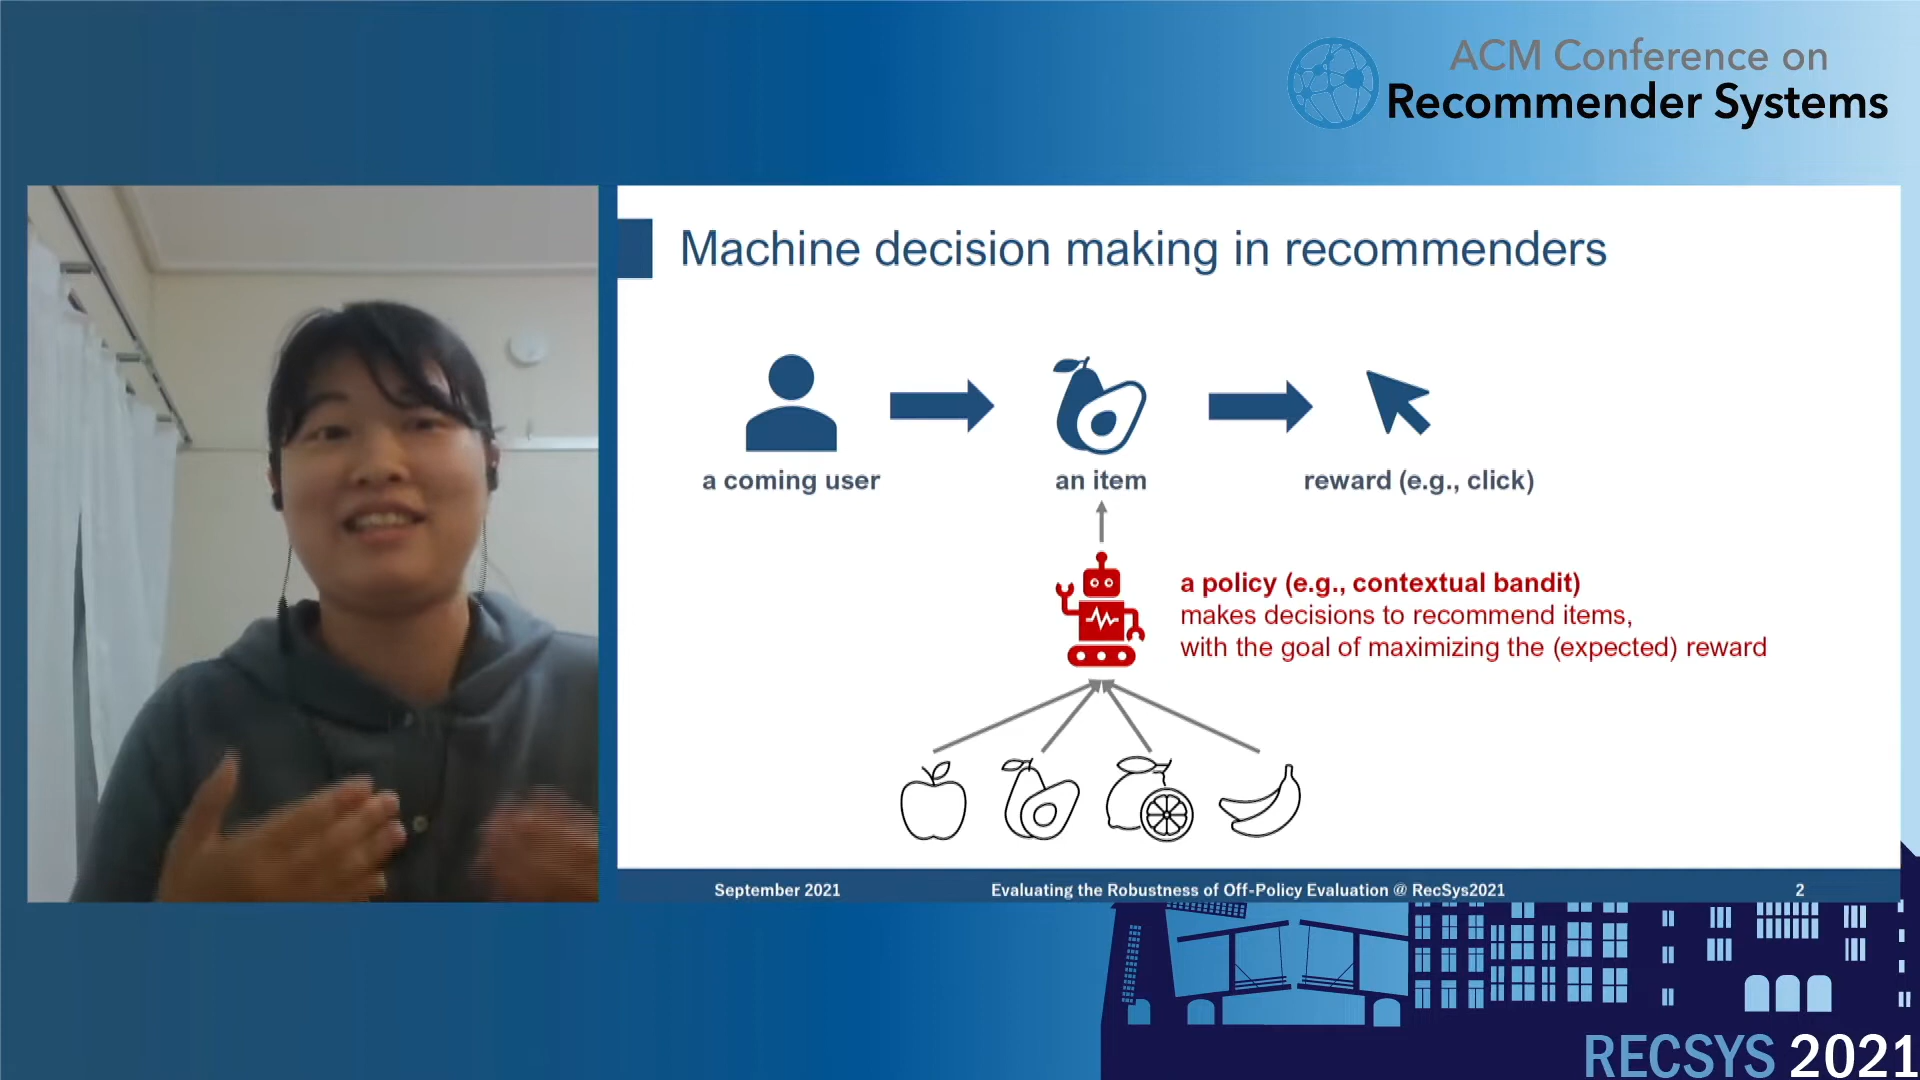 ACM Conference on
Recommender Systems
Machine decision making in recommenders
a coming user
an item
reward (e.g., click)
a policy (e.g., contextual bandit)
makes decisions to recommend items,
with the goal of maximizing the (expected) reward
September 2021
Evaluating the Robustness of Off-Policy Evaluation @ RecSys2021
2
RECSYS 2021